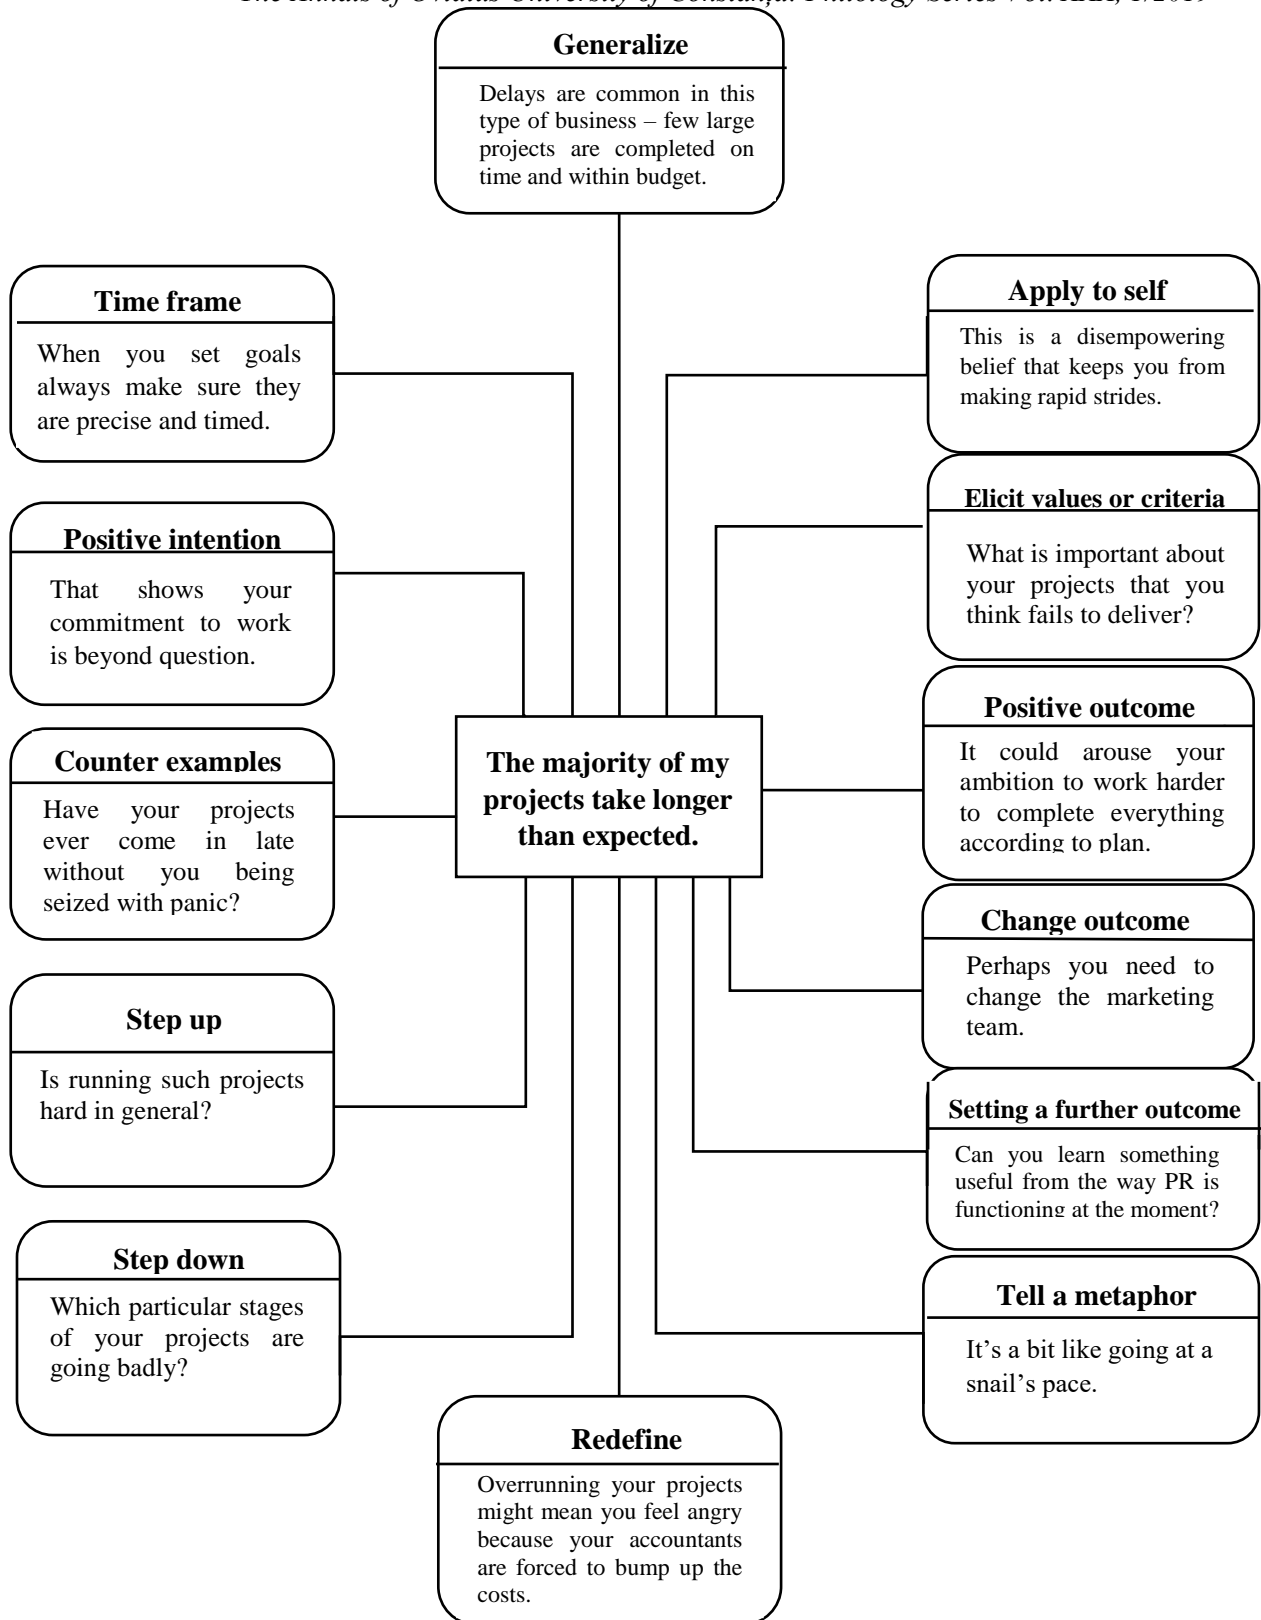 The Annals of Ovidius University of Constanța: Philology Series Vol. XXX, 1/2019
Generalize
Delays are common in this
type of business – few large
projects are completed on
time and within budget.
Time frame
When you set goals
always make sure they
are precise and timed.
Positive intention
That shows your
commitment to work
is beyond question.
Counter examples
Have your projects
ever come in late
without you being
seized with panic?
Step up
Is running such projects
hard in general?
Step down
Which particular stages
of your projects are
going badly?
The majority of my
projects take longer
than expected.
Apply to self
This is a disempowering
belief that keeps you from
making rapid strides.
Elicit values or criteria
What is important about
your projects that you
think fails to deliver?
Positive outcome
It could arouse your
ambition to work harder
to complete everything
according to plan.
Change outcome
Perhaps you need to
change the marketing
team.
Setting a further outcome
Can you learn something
useful from the way PR is
functioning at the moment?
Tell a metaphor
It's a bit like going at a
snail's pace.
Redefine
Overrunning your projects
might mean you feel angry
because your accountants
are forced to bump up the
costs.